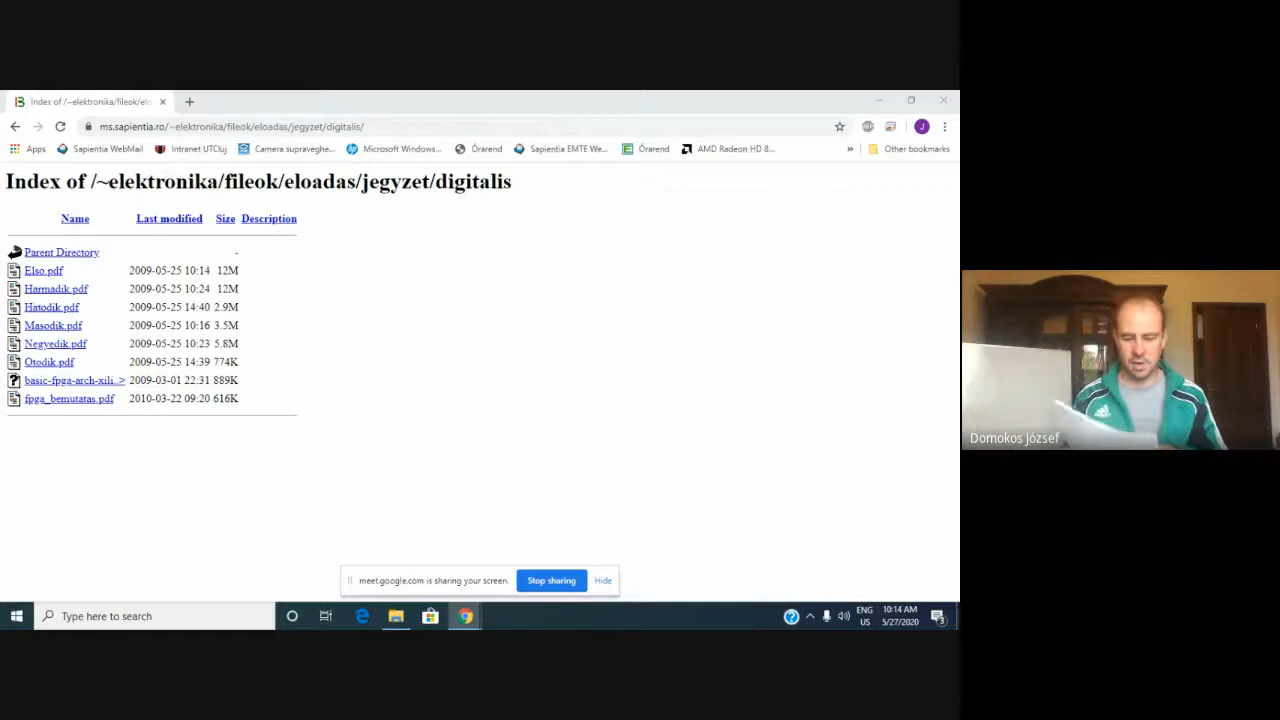 Index of /~elektronika/fileok/elo
ms.sapientia.ro/~elektronika/fileok/eloadas/jegyzet/digitalis/
Apps Sapientia WebMail Intranet UTCluj Camera supraveghe... Microsoft Windows... Órarend Sapientia EMTE We... Órarend AMD Radeon HD 8... » Other bookmarks
Index of /~elektronika/fileok/eloadas/jegyzet/digitalis
Name Last modified Size Description
Parent Directory -
Elso.pdf 2009-05-25 10:14 12M
Harmadik.pdf 2009-05-25 10:24 12M
Hatodik.pdf 2009-05-25 14:40 2.9M
Masodik.pdf 2009-05-25 10:16 3.5M
Negyedik.pdf 2009-05-25 10:23 5.8M
Otodik.pdf 2009-05-25 14:39 774K
basic-fpga-arch-xili..> 2009-03-01 22:31 889K
fpga_bemutatas.pdf 2010-03-22 09:20 616K
Domokos József
meet.google.com is sharing your screen. Stop sharing Hide
Type here to search
ENG
US
10:14 AM
5/27/2020
3